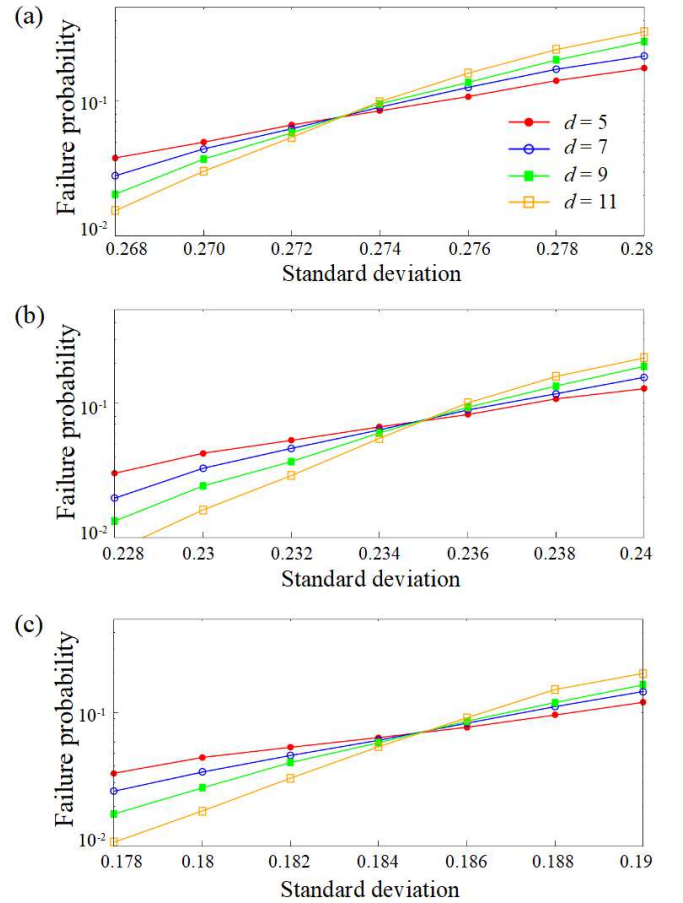 (a)
Failure probability
10^-1
10^-2
d = 5
d = 7
d = 9
d = 11
0.268 0.270 0.272 0.274 0.276 0.278 0.28
Standard deviation
(b)
Failure probability
10^-1
10^-2
0.228 0.23 0.232 0.234 0.236 0.238 0.24
Standard deviation
(c)
Failure probability
10^-1
10^-2
0.178 0.18 0.182 0.184 0.186 0.188 0.19
Standard deviation